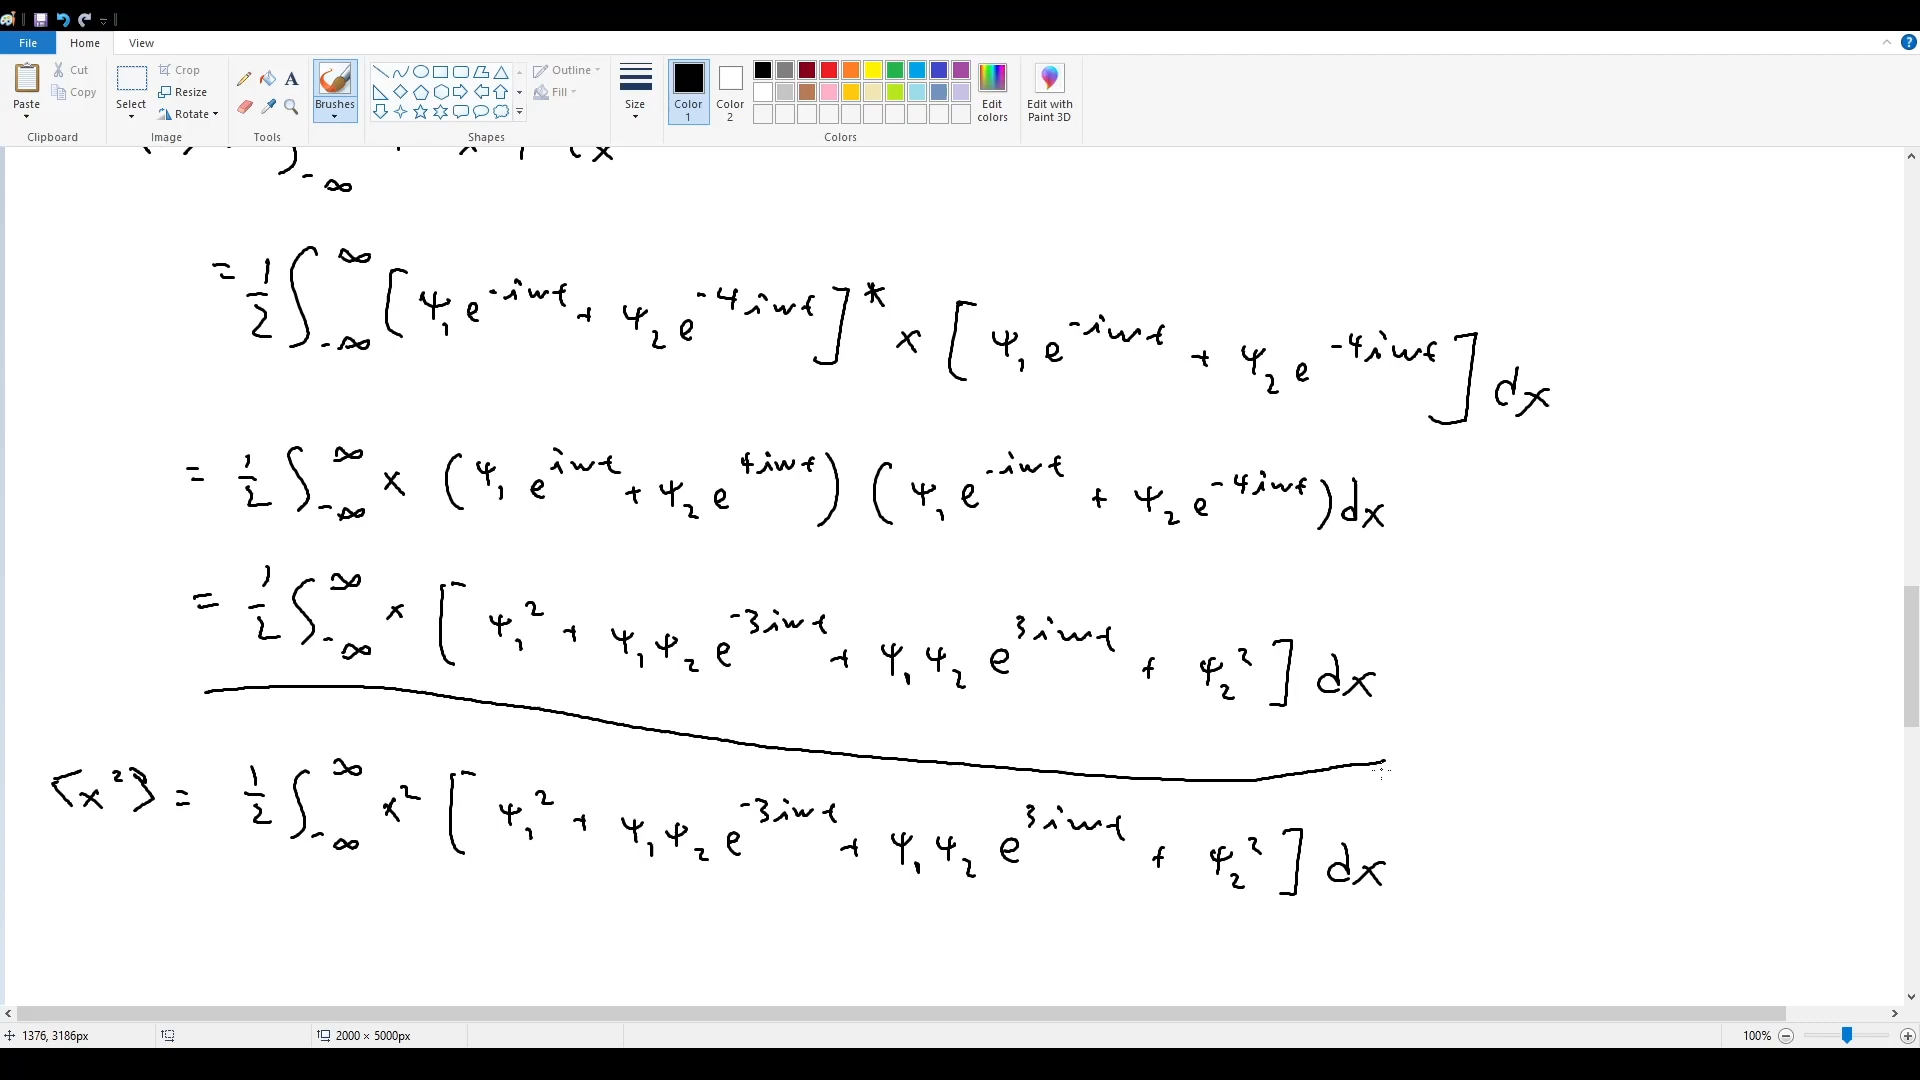 File Home View
Paste Cut Copy Clipboard
Select Crop Resize Rotate Image
Tools
Brushes
Shapes Outline Fill
Size
Color 1 Color 2 Edit colors Colors
Edit with Paint 3D
-∞
= 1/2 ∫_{-∞}^{∞} [ψ₁ e^{-iωt} + ψ₂ e^{-4iωt}]* x [ψ₁ e^{-iωt} + ψ₂ e^{-4iωt}] dx
= 1/2 ∫_{-∞}^{∞} x (ψ₁ e^{iωt} + ψ₂ e^{4iωt}) (ψ₁ e^{-iωt} + ψ₂ e^{-4iωt}) dx
= 1/2 ∫_{-∞}^{∞} x [ψ₁² + ψ₁ψ₂ e^{-3iωt} + ψ₁ψ₂ e^{3iωt} + ψ₂²] dx
⟨x²⟩ = 1/2 ∫_{-∞}^{∞} x² [ψ₁² + ψ₁ψ₂ e^{-3iωt} + ψ₁ψ₂ e^{3iωt} + ψ₂²] dx
1376, 3186px 2000 × 5000px 100%